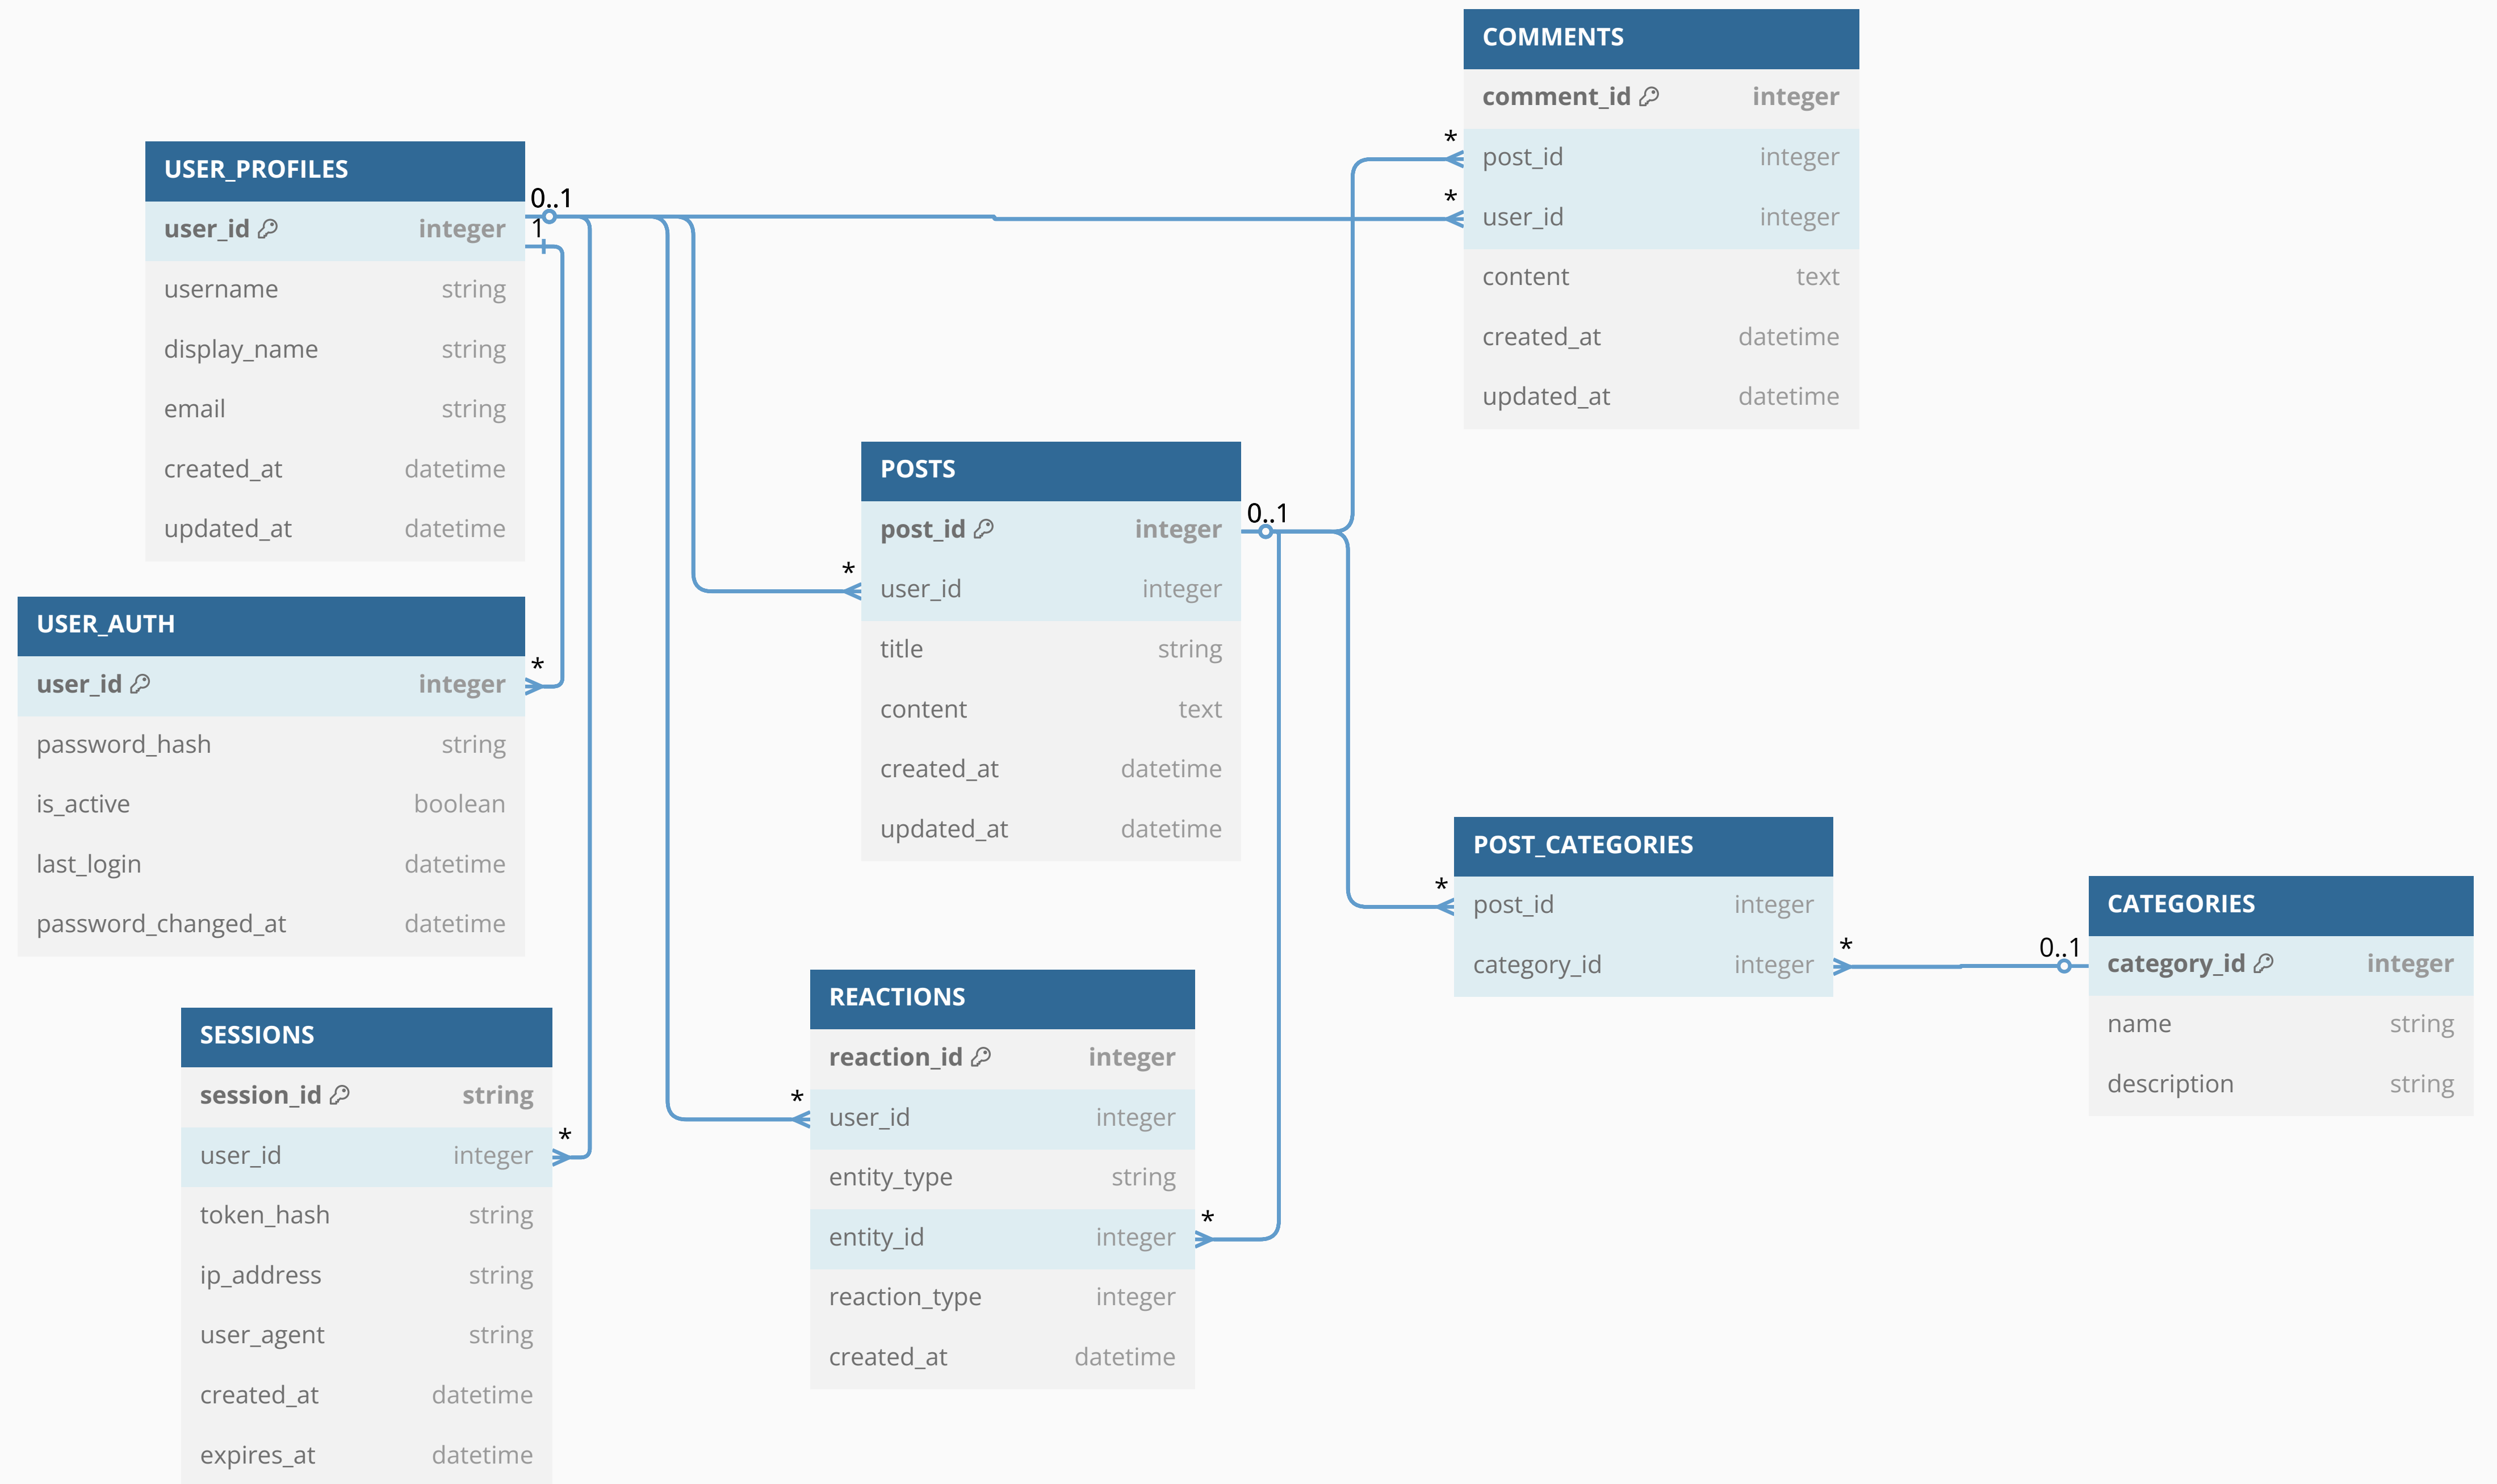 COMMENTS
comment_id integer
* post_id integer
* user_id integer
content text
created_at datetime
updated_at datetime
USER_PROFILES
0..1
user_id integer 1
username string
display_name string
email string
created_at datetime
updated_at datetime
POSTS
post_id integer 0..1
* user_id integer
title string
content text
created_at datetime
updated_at datetime
USER_AUTH
user_id integer *
password_hash string
is_active boolean
last_login datetime
password_changed_at datetime
POST_CATEGORIES
* post_id integer
category_id integer *
CATEGORIES
0..1 category_id integer
name string
description string
REACTIONS
reaction_id integer
* user_id integer
entity_type string
entity_id integer *
reaction_type integer
created_at datetime
SESSIONS
session_id string
user_id integer *
token_hash string
ip_address string
user_agent string
created_at datetime
expires_at datetime